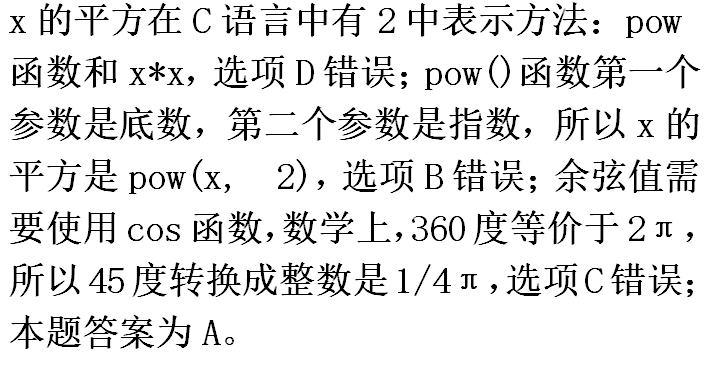 x 的平方在 C 语言中有 2 中表示方法：pow
函数和 x*x，选项 D 错误；pow()函数第一个
参数是底数，第二个参数是指数，所以 x 的
平方是 pow(x,  2)，选项 B 错误；余弦值需
要使用 cos 函数，数学上，360 度等价于 2π，
所以 45 度转换成整数是 1/4π，选项 C 错误；
本题答案为 A。